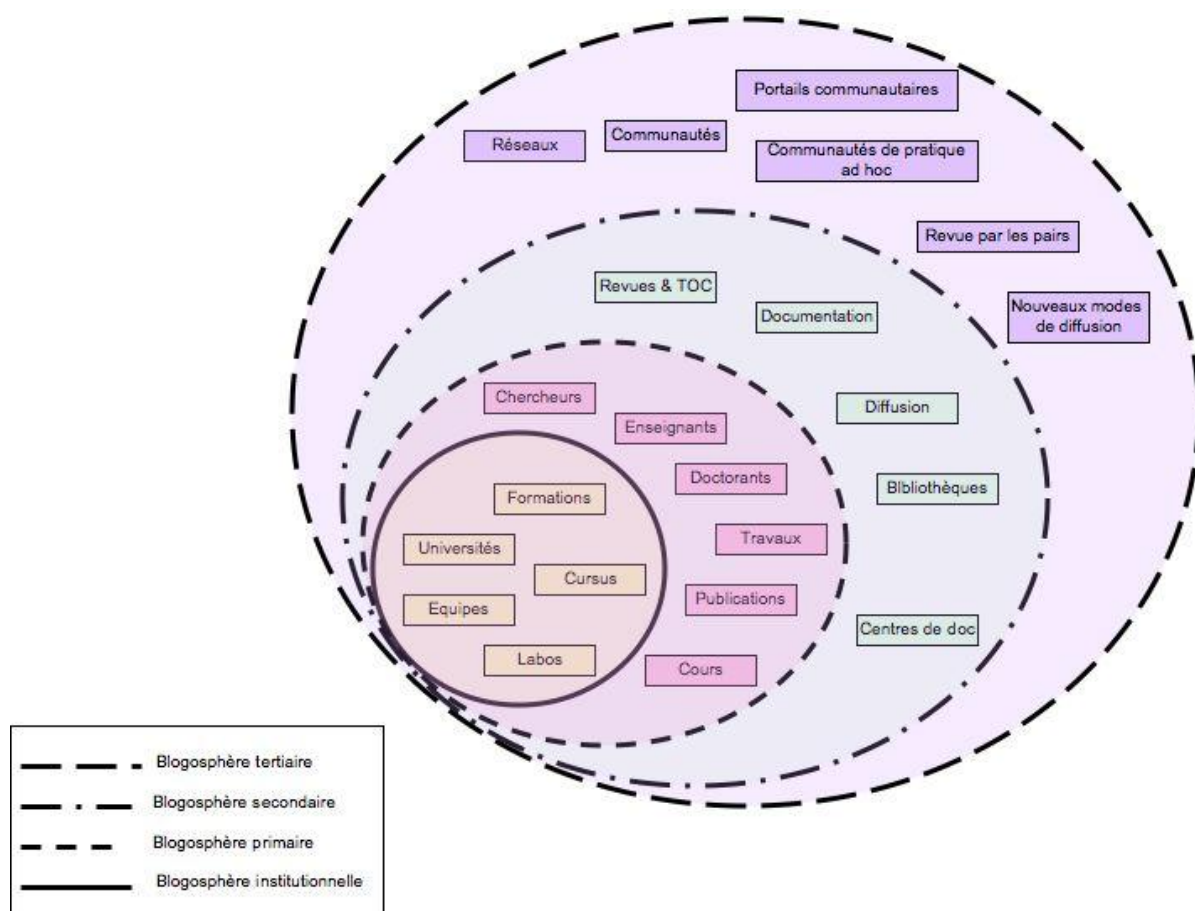 Portails communautaires
Communautés
Réseaux
Communautés de pratique
ad hoc
Revue par les pairs
Revues & TOC
Documentation
Nouveaux modes
de diffusion
Chercheurs
Diffusion
Enseignants
Doctorants
BIbliothèques
Formations
Travaux
Universités
Cursus
Publications
Equipes
Centres de doc
Labos
Cours
Blogosphère tertiaire
Blogosphère secondaire
Blogosphère primaire
Blogosphère institutionnelle